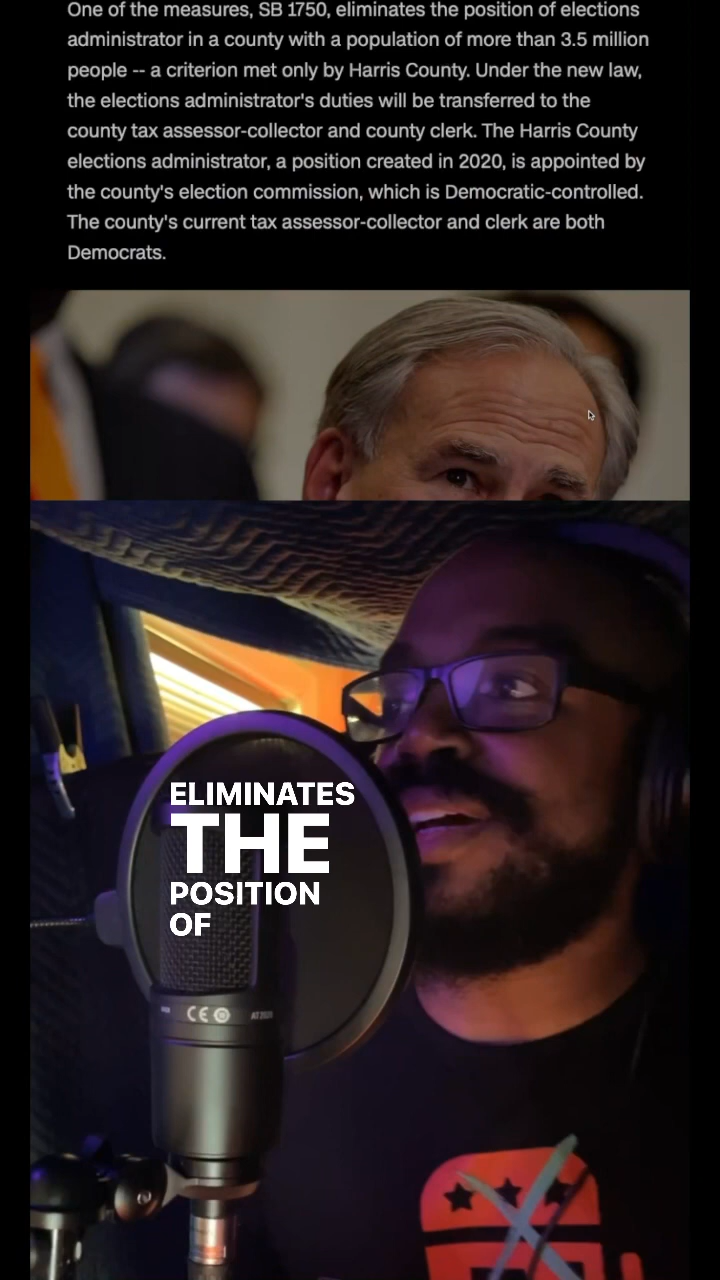 One of the measures, SB 1750, eliminates the position of elections
administrator in a county with a population of more than 3.5 million
people -- a criterion met only by Harris County. Under the new law,
the elections administrator's duties will be transferred to the
county tax assessor-collector and county clerk. The Harris County
elections administrator, a position created in 2020, is appointed by
the county's election commission, which is Democratic-controlled.
The county's current tax assessor-collector and clerk are both
Democrats.
ELIMINATES
THE
POSITION
OF
CE
AT2020